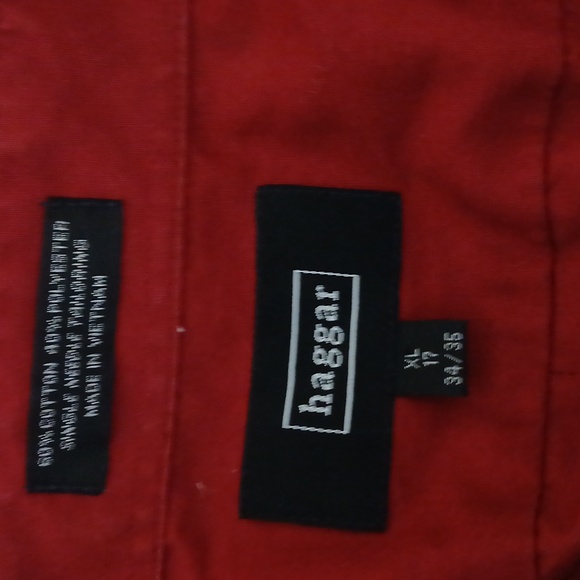 haggar
XL
17
34/35
60% COTTON 40% POLYESTER
SINGLE NEEDLE TAILORING
MADE IN VIETNAM